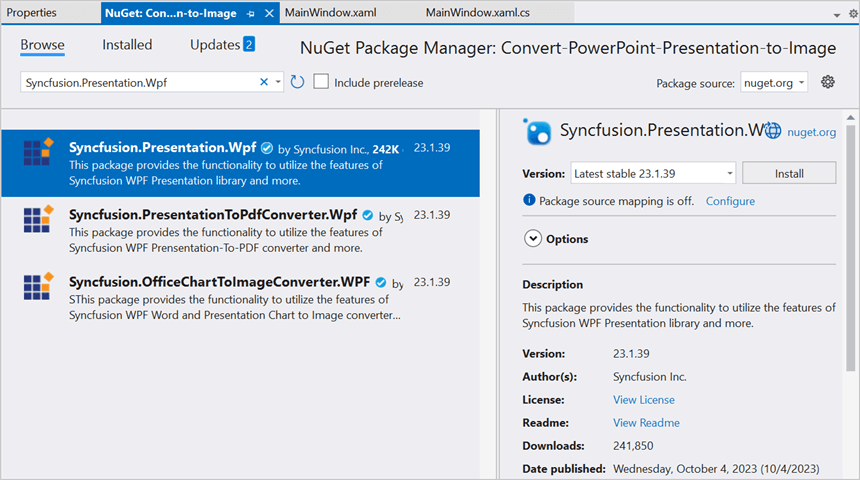 Properties
NuGet: Con...n-to-Image
MainWindow.xaml
MainWindow.xaml.cs
Browse
Installed
Updates 2
NuGet Package Manager: Convert-PowerPoint-Presentation-to-Image
Syncfusion.Presentation.Wpf
Include prerelease
Package source: nuget.org
Syncfusion.Presentation.Wpf by Syncfusion Inc., 242K 23.1.39
This package provides the functionality to utilize the features of
Syncfusion WPF Presentation library and more.
Syncfusion.PresentationToPdfConverter.Wpf by Sy 23.1.39
This package provides the functionality to utilize the features of
Syncfusion WPF Prensentation-To-PDF converter and more.
Syncfusion.OfficeChartToImageConverter.WPF by 23.1.39
SThis package provides the functionality to utilize the features of
Syncfusion WPF Word and Presentation Chart to Image converter...
Syncfusion.Presentation.W nuget.org
Version: Latest stable 23.1.39 Install
Package source mapping is off. Configure
Options
Description
This package provides the functionality to utilize the features of
Syncfusion WPF Presentation library and more.
Version: 23.1.39
Author(s): Syncfusion Inc.
License: View License
Readme: View Readme
Downloads: 241,850
Date published: Wednesday, October 4, 2023 (10/4/2023)